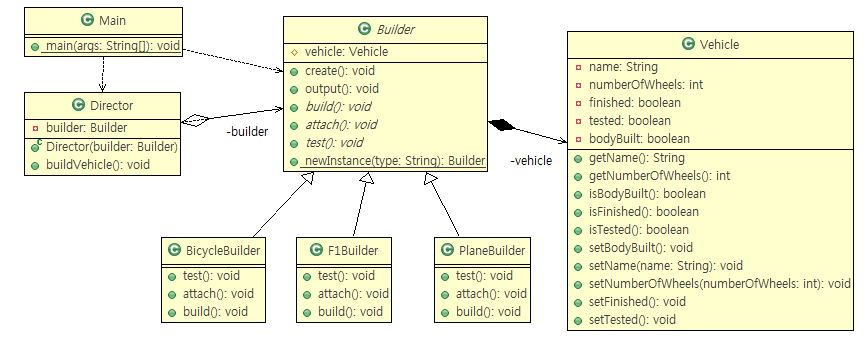 C Main
main(args: String[]): void
C Director
builder: Builder
C Director(builder: Builder)
buildVehicle(): void
C Builder
vehicle: Vehicle
create(): void
output(): void
build(): void
attach(): void
test(): void
newInstance(type: String): Builder
-builder
-vehicle
C Vehicle
name: String
numberOfWheels: int
finished: boolean
tested: boolean
bodyBuilt: boolean
getName(): String
getNumberOfWheels(): int
isBodyBuilt(): boolean
isFinished(): boolean
isTested(): boolean
setBodyBuilt(): void
setName(name: String): void
setNumberOfWheels(numberOfWheels: int): void
setFinished(): void
setTested(): void
C BicycleBuilder
test(): void
attach(): void
build(): void
C F1Builder
test(): void
attach(): void
build(): void
C PlaneBuilder
test(): void
attach(): void
build(): void